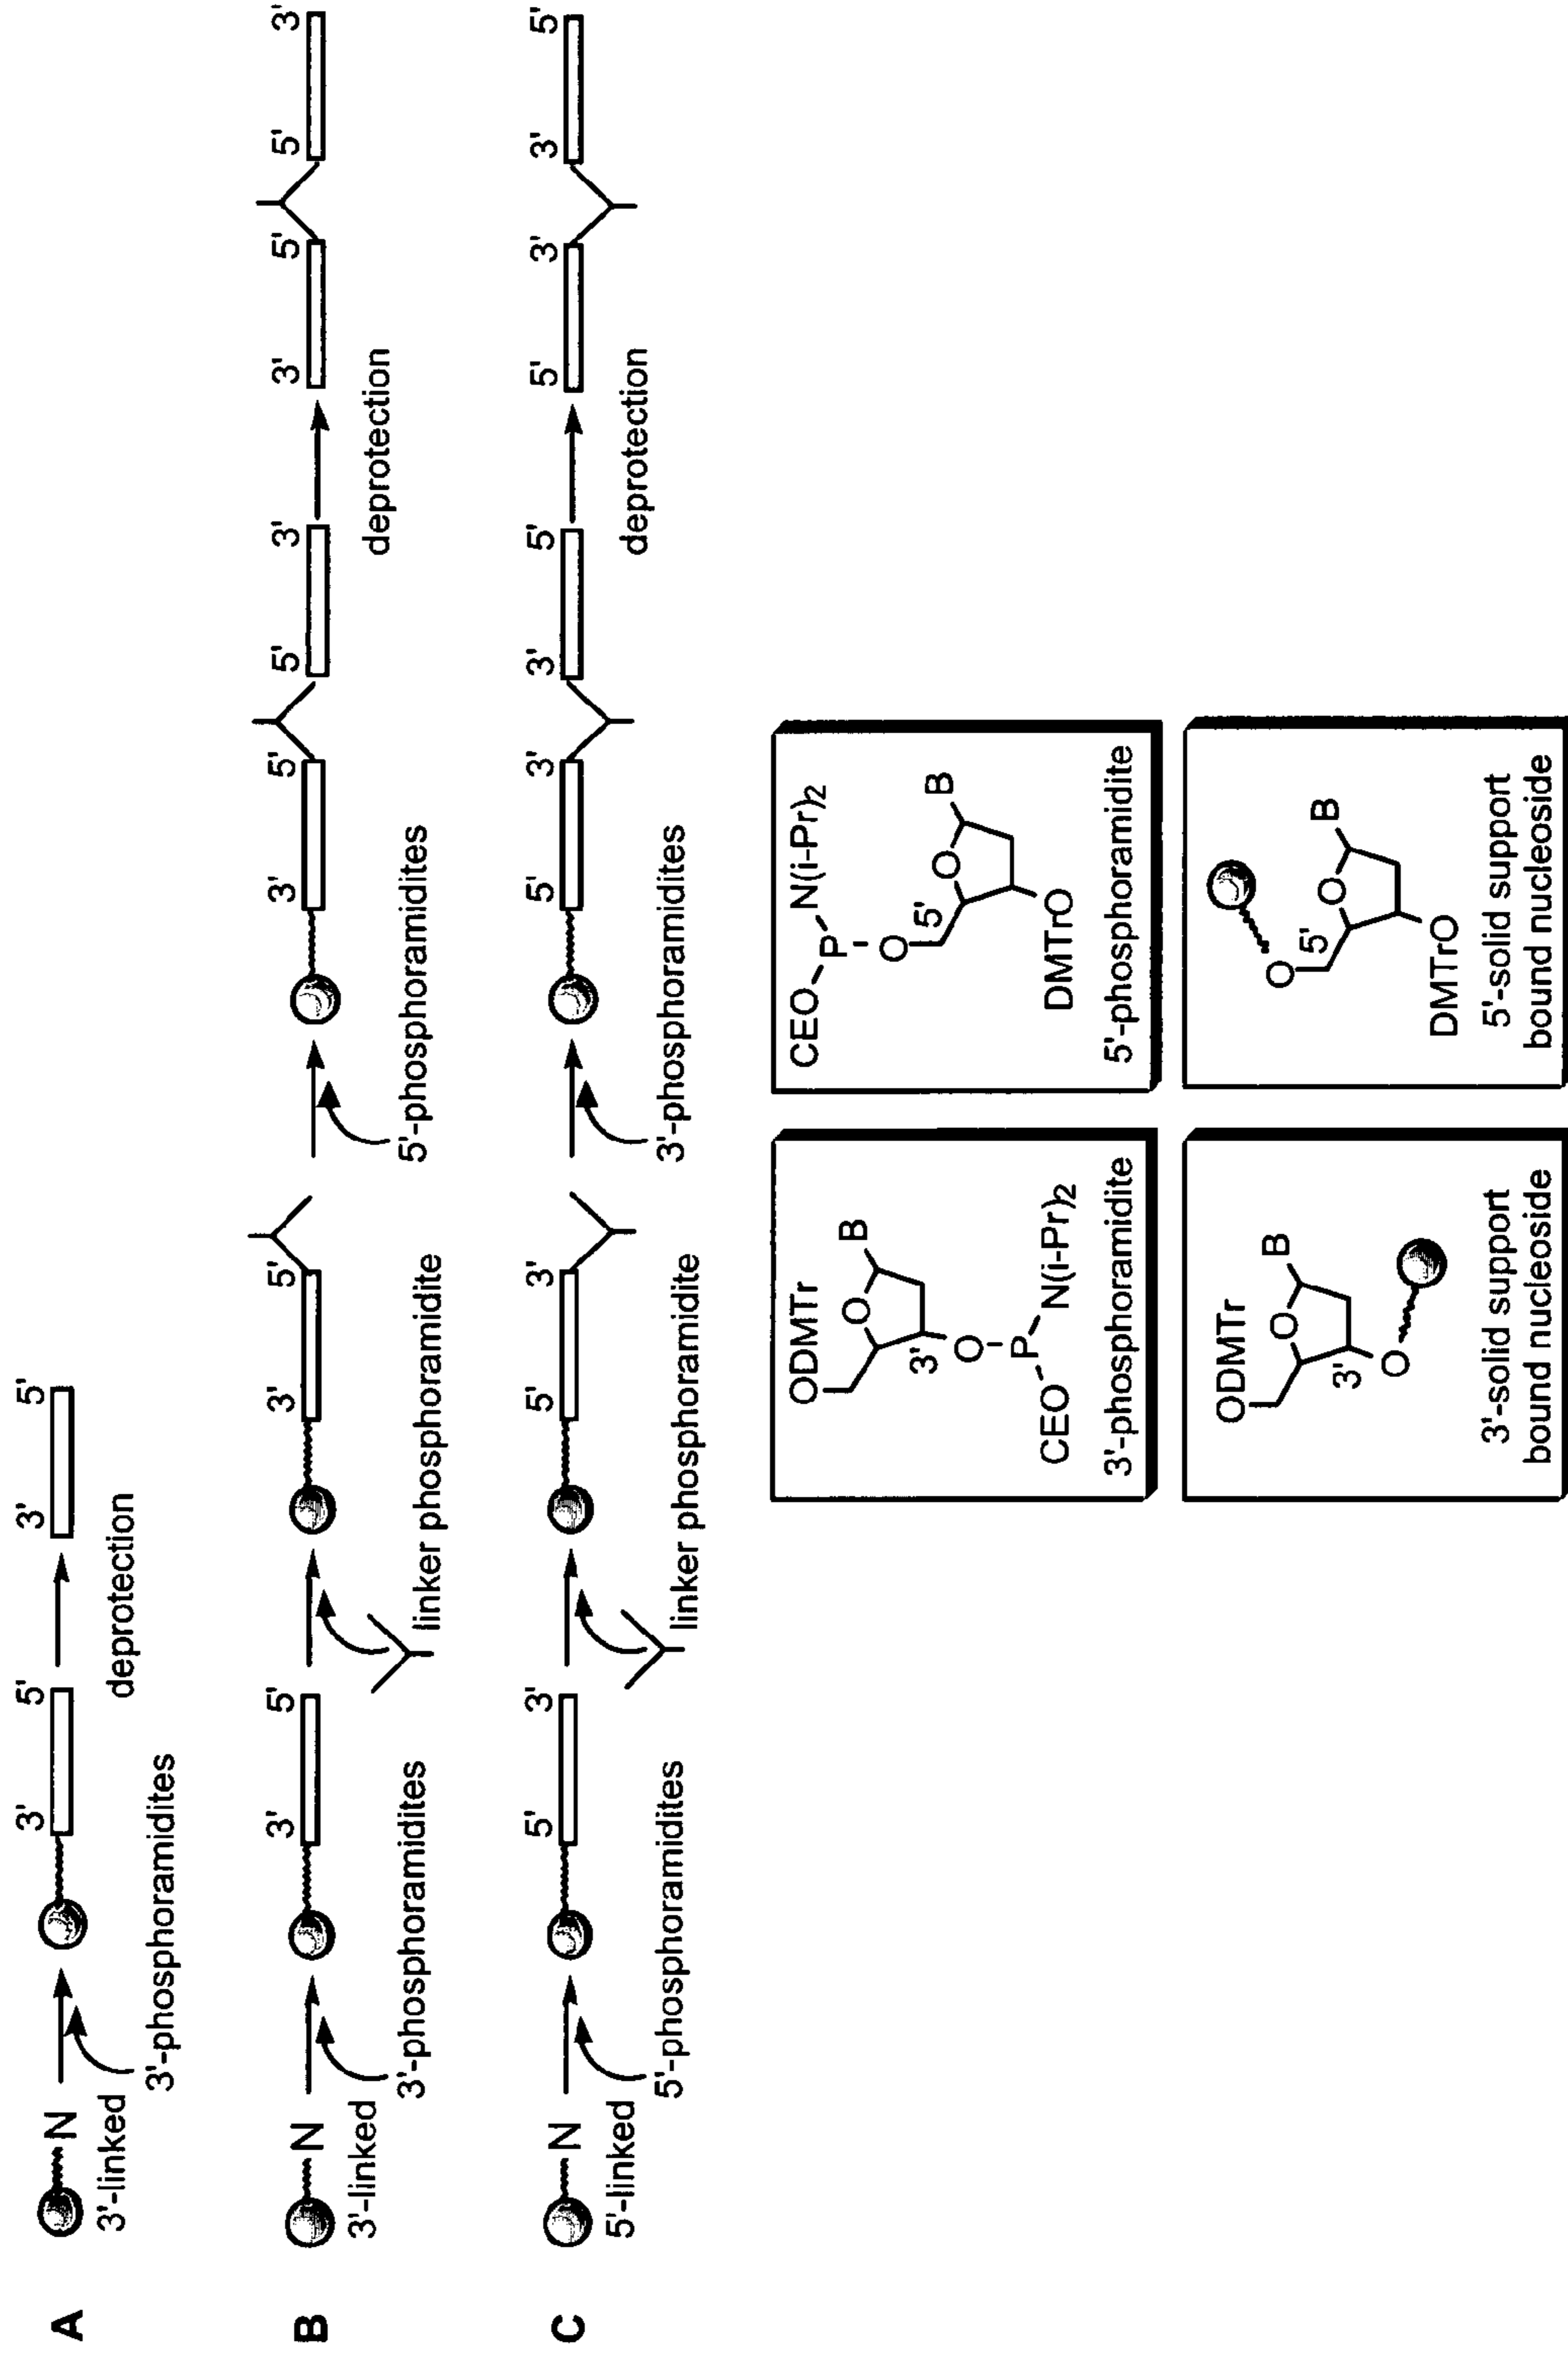 A
N
3'-linked
3'-phosphoramidites
3' 5'
deprotection
3' 5'
B
N
3'-linked
3'-phosphoramidites
3' 5'
linker phosphoramidite
3' 5'
5'-phosphoramidites
3' 5' 5' 3'
deprotection
3' 5' 5' 3'
C
N
5'-linked
5'-phosphoramidites
5' 3'
linker phosphoramidite
5' 3'
3'-phosphoramidites
5' 3' 3' 5'
deprotection
5' 3' 3' 5'
ODMTr
O
B
3'
O
P
CEO
N(i-Pr)2
3'-phosphoramidite
CEO
P
N(i-Pr)2
O
5'
O
B
DMTrO
5'-phosphoramidite
ODMTr
O
B
3'
O
3'-solid support
bound nucleoside
O
5'
O
B
DMTrO
5'-solid support
bound nucleoside